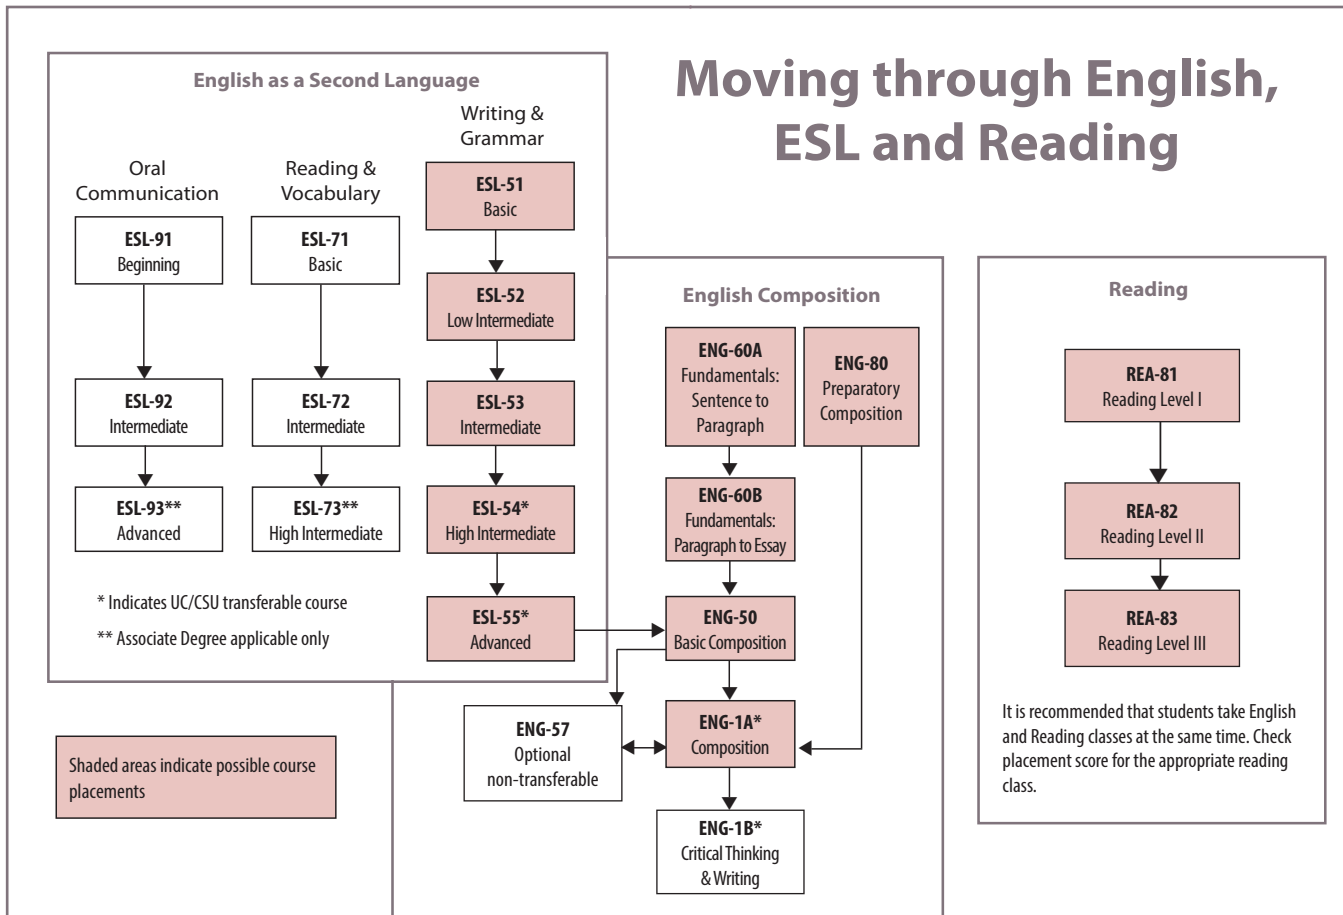 Moving through English,
ESL and Reading
English as a Second Language
Oral
Communication
ESL-91
Beginning
ESL-92
Intermediate
ESL-93**
Advanced
Reading &
Vocabulary
ESL-71
Basic
ESL-72
Intermediate
ESL-73**
High Intermediate
Writing &
Grammar
ESL-51
Basic
ESL-52
Low Intermediate
ESL-53
Intermediate
ESL-54*
High Intermediate
ESL-55*
Advanced
* Indicates UC/CSU transferable course
** Associate Degree applicable only
Shaded areas indicate possible course
placements
English Composition
ENG-60A
Fundamentals:
Sentence to
Paragraph
ENG-80
Preparatory
Composition
ENG-60B
Fundamentals:
Paragraph to Essay
ENG-50
Basic Composition
ENG-57
Optional
non-transferable
ENG-1A*
Composition
ENG-1B*
Critical Thinking
& Writing
Reading
REA-81
Reading Level I
REA-82
Reading Level II
REA-83
Reading Level III
It is recommended that students take English
and Reading classes at the same time. Check
placement score for the appropriate reading
class.